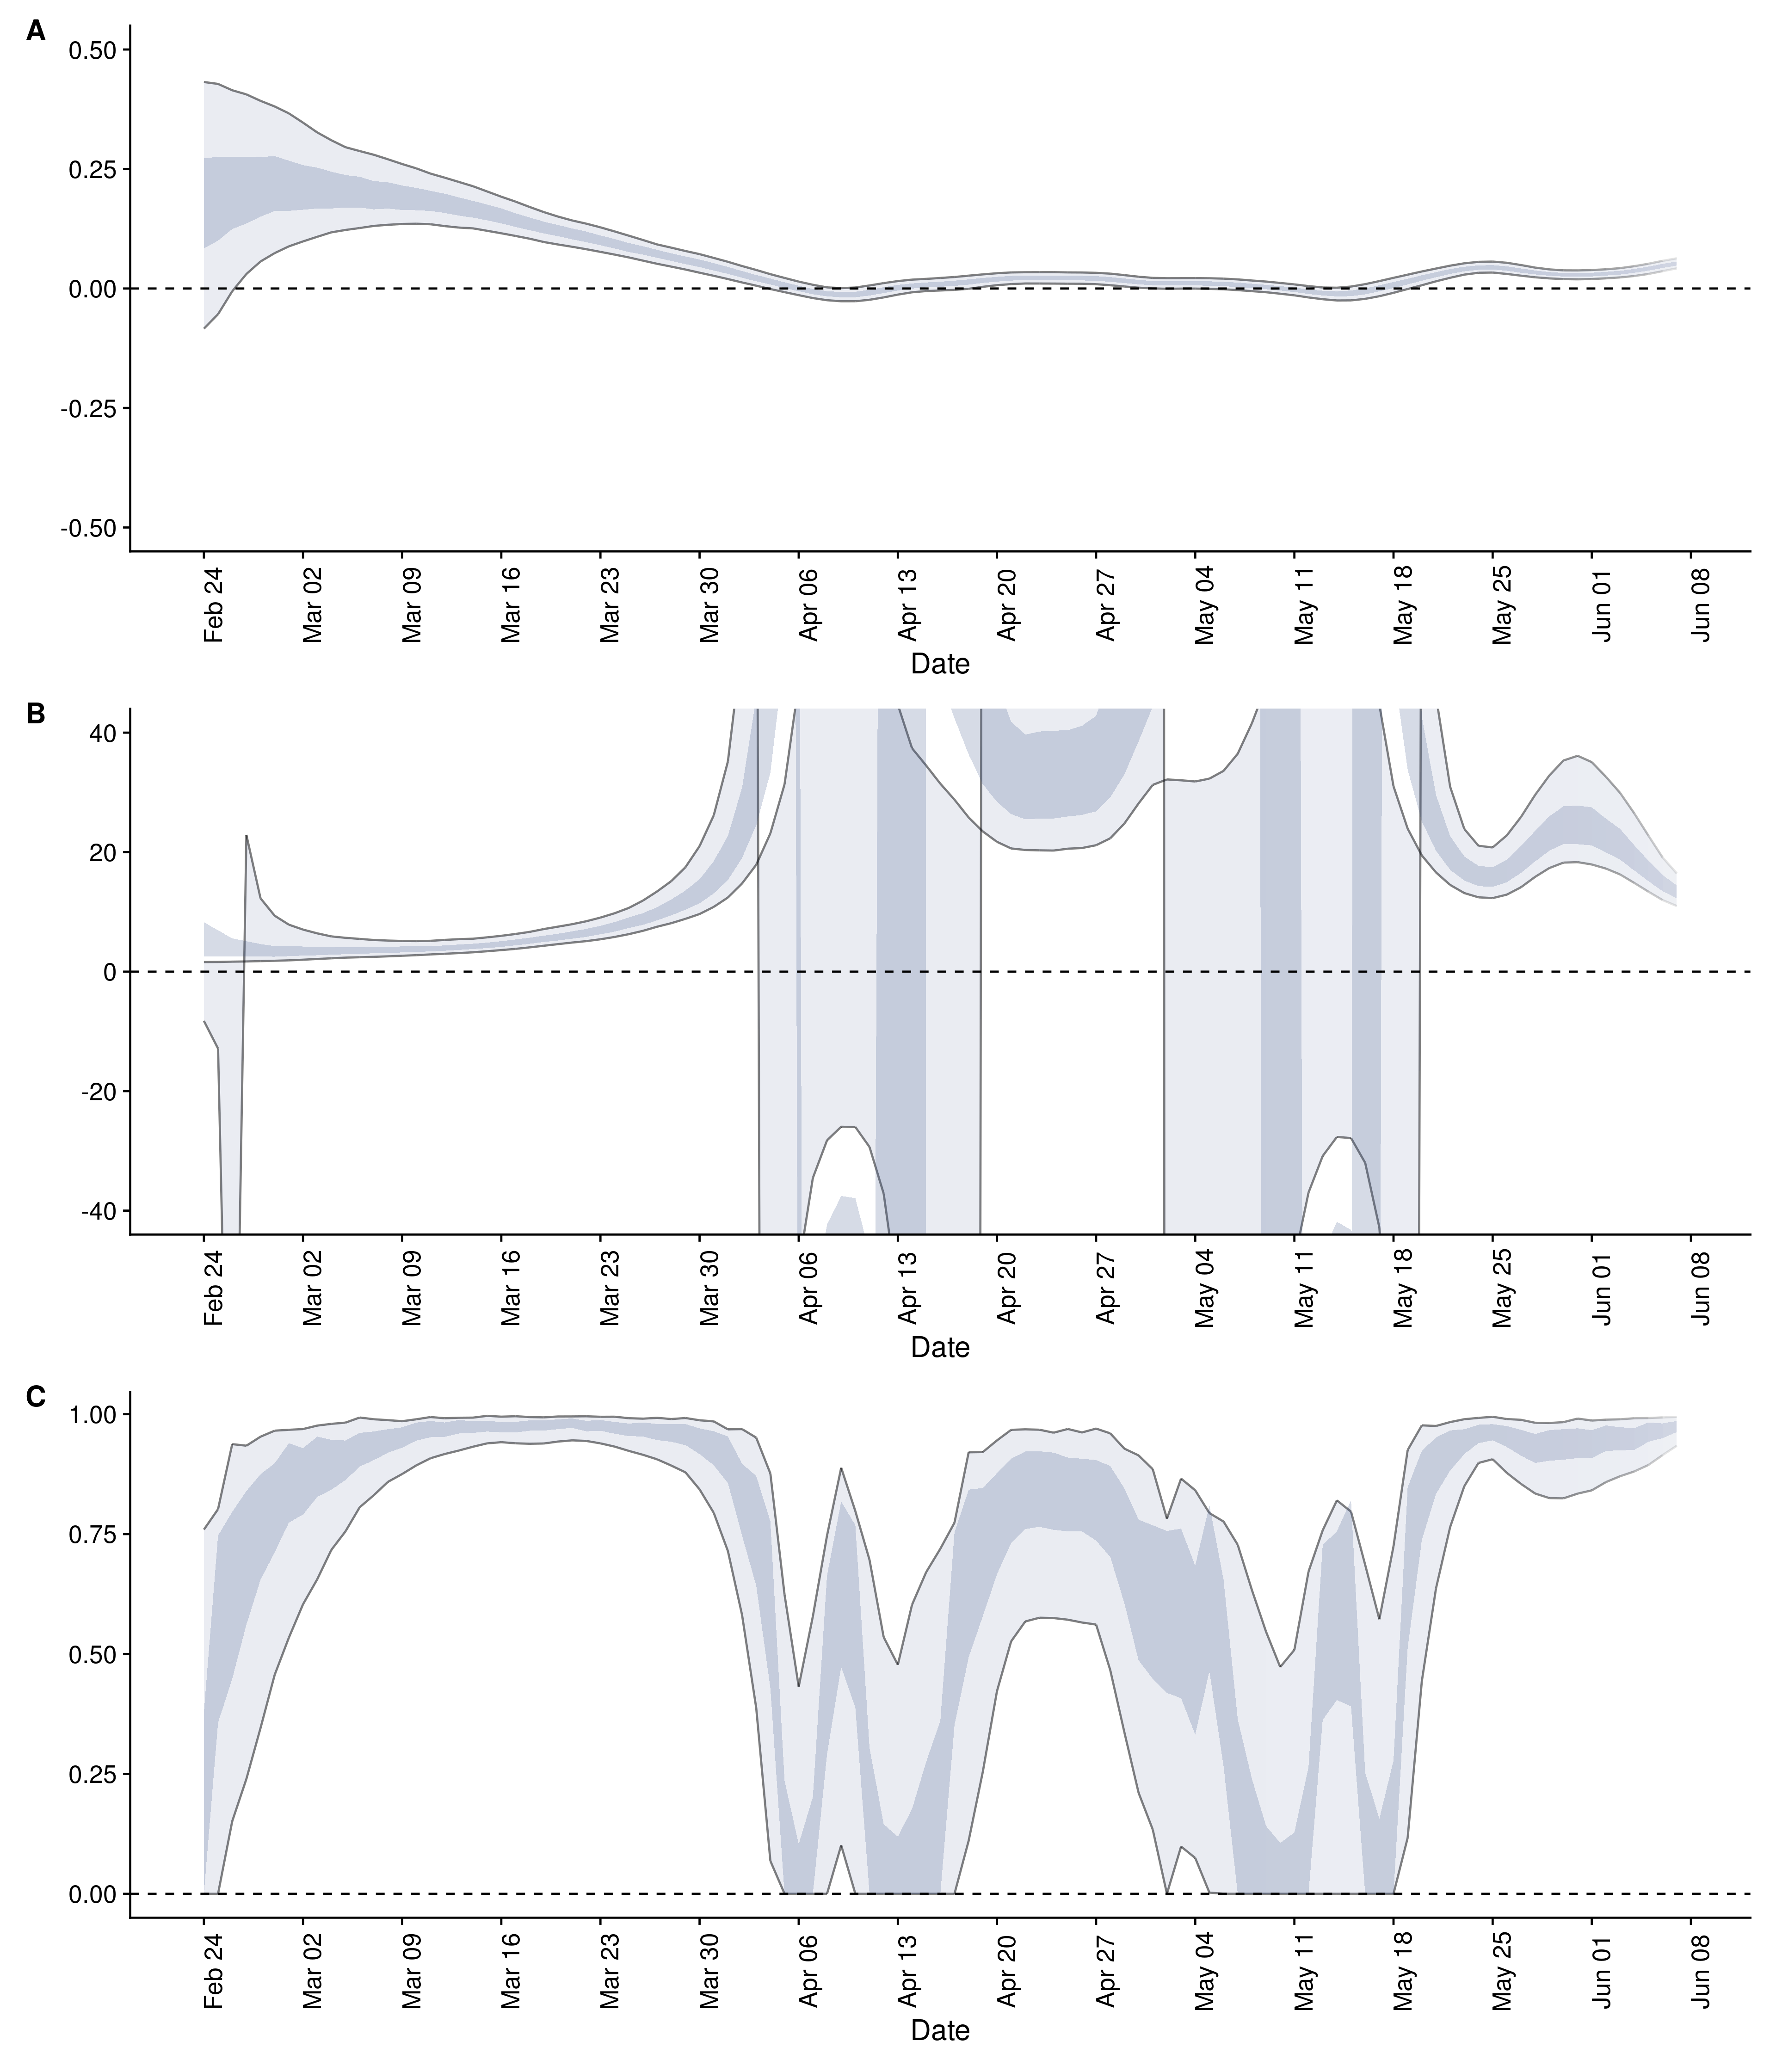 A
0.50
0.25
0.00
-0.25
-0.50
Feb 24
Mar 02
Mar 09
Mar 16
Mar 23
Mar 30
Apr 06
Apr 13
Apr 20
Apr 27
May 04
May 11
May 18
May 25
Jun 01
Jun 08
Date
B
40
20
0
-20
-40
Feb 24
Mar 02
Mar 09
Mar 16
Mar 23
Mar 30
Apr 06
Apr 13
Apr 20
Apr 27
May 04
May 11
May 18
May 25
Jun 01
Jun 08
Date
C
1.00
0.75
0.50
0.25
0.00
Feb 24
Mar 02
Mar 09
Mar 16
Mar 23
Mar 30
Apr 06
Apr 13
Apr 20
Apr 27
May 04
May 11
May 18
May 25
Jun 01
Jun 08
Date